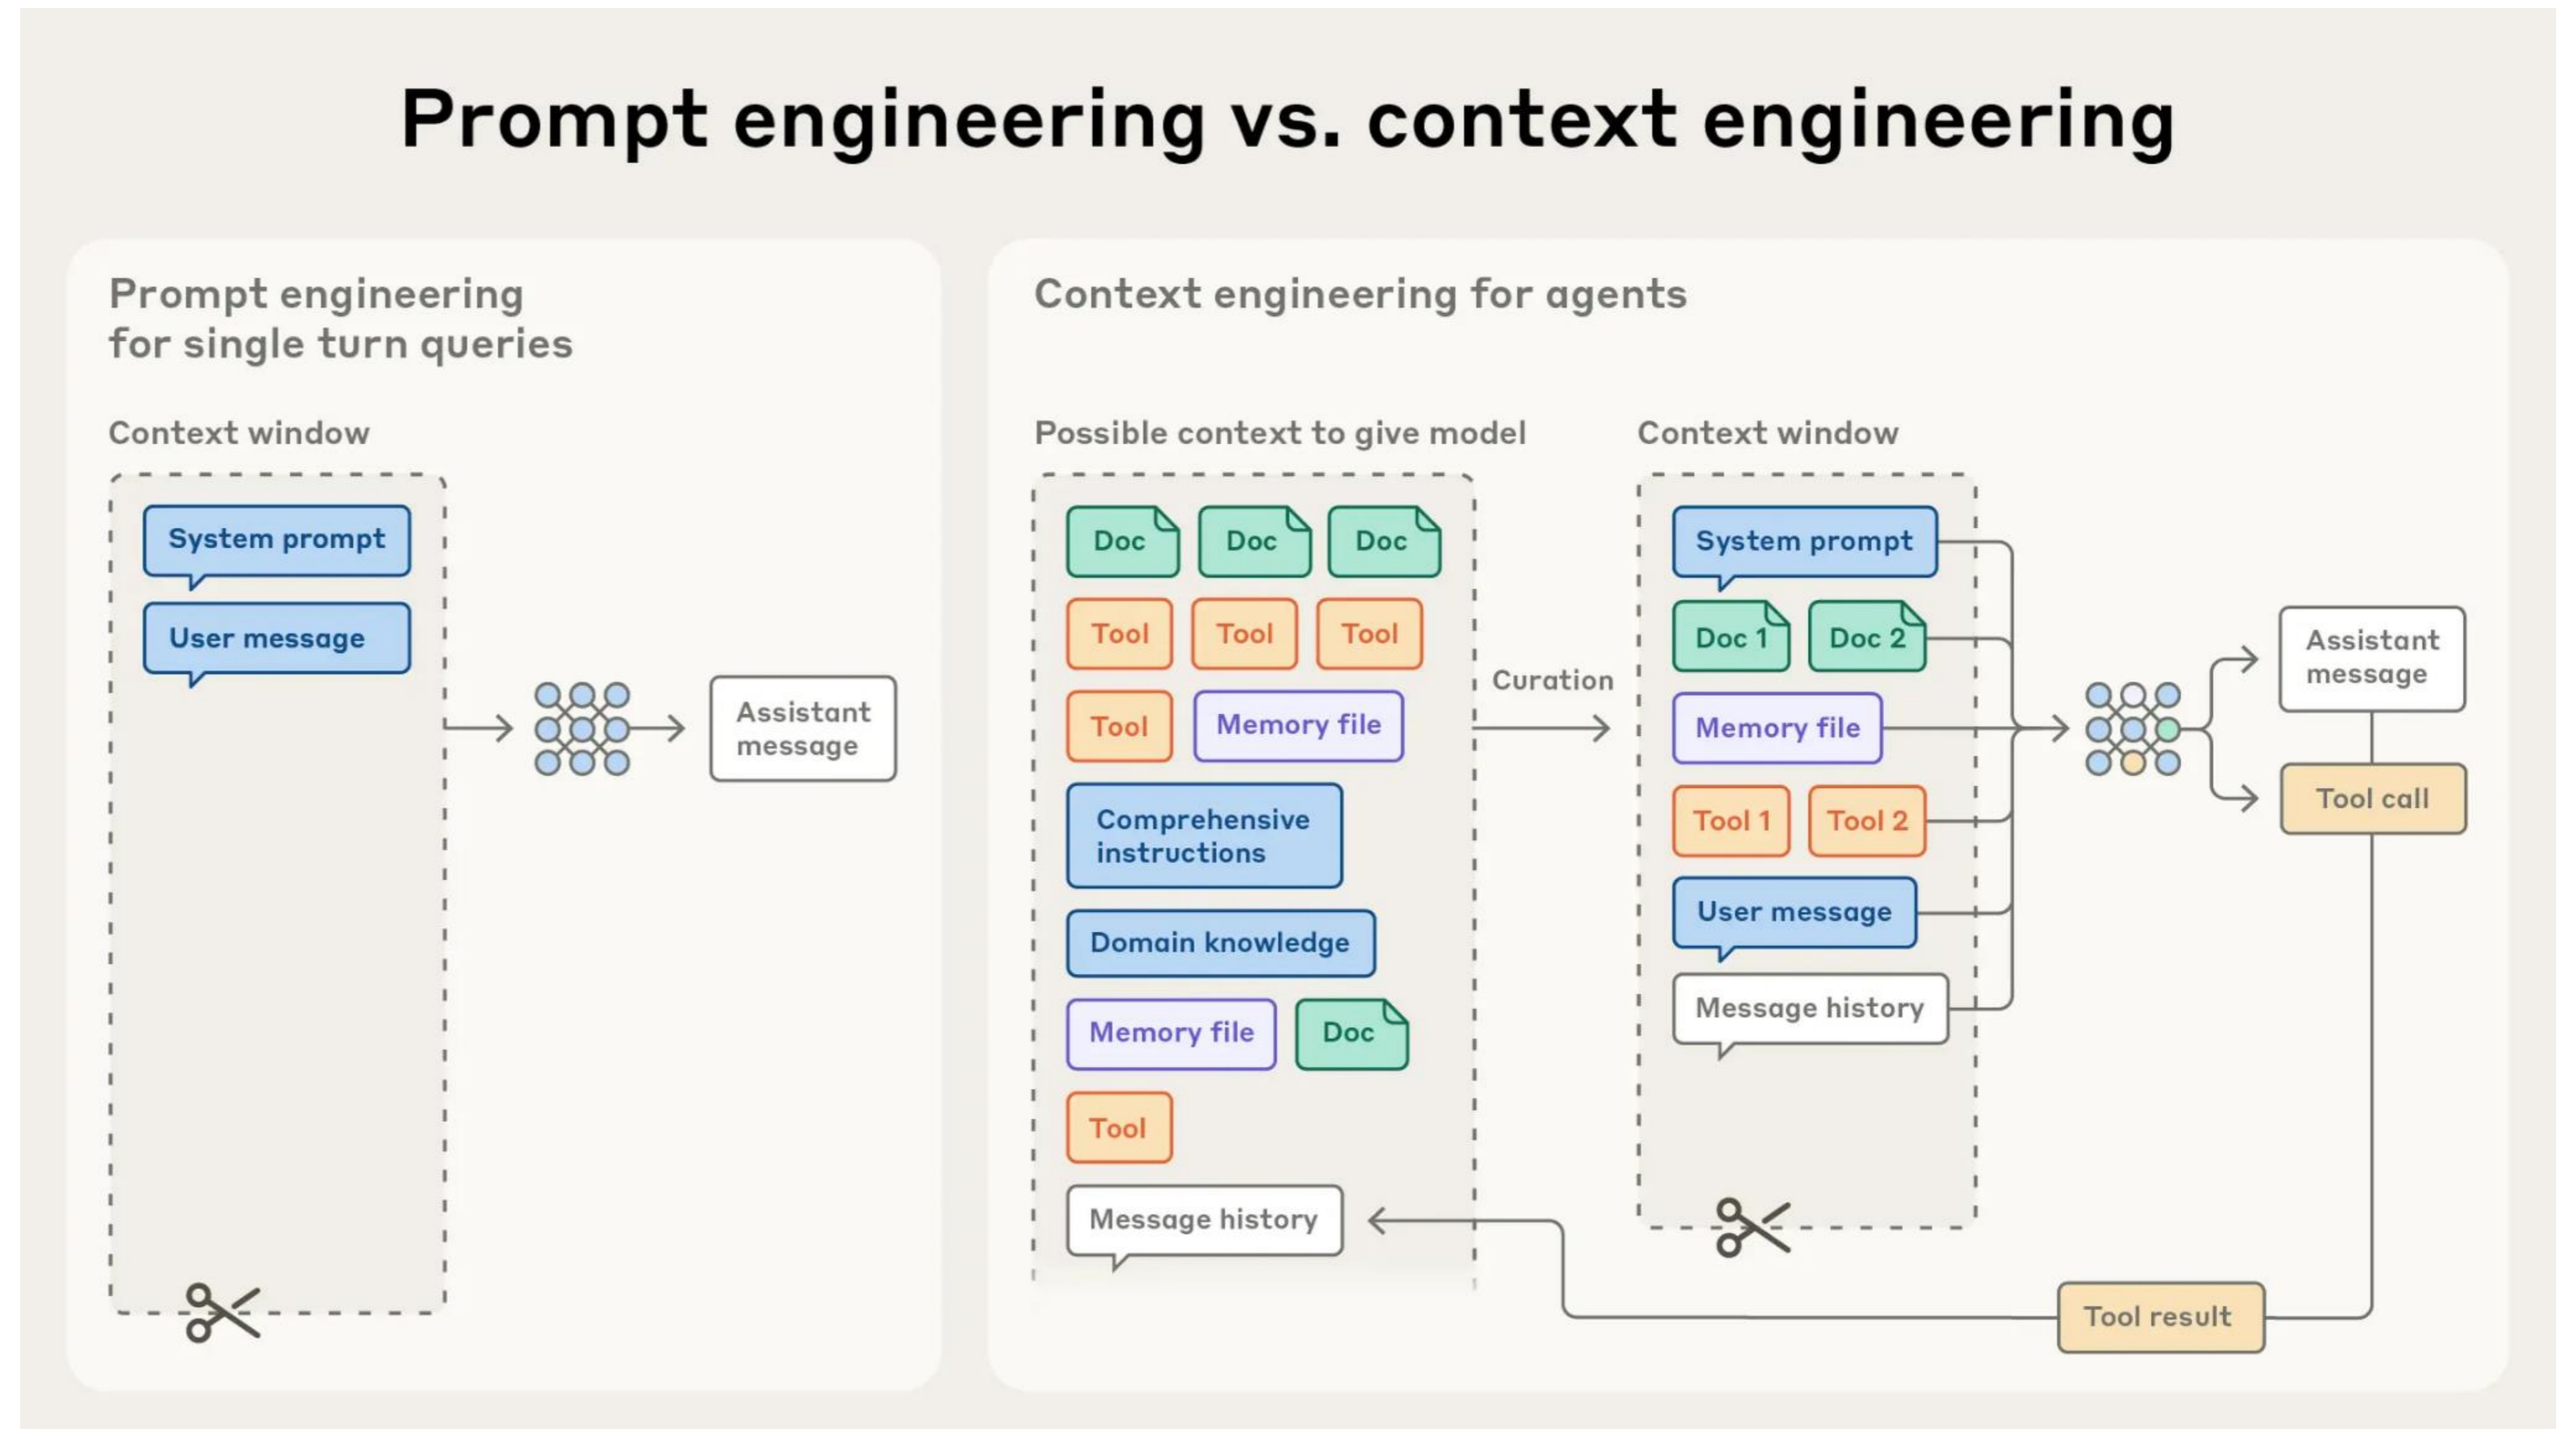 Prompt engineering vs. context engineering
Prompt engineering
for single turn queries
Context window
System prompt
User message
Assistant
message
Context engineering for agents
Possible context to give model
Doc
Doc
Doc
Tool
Tool
Tool
Tool
Memory file
Comprehensive
instructions
Domain knowledge
Memory file
Doc
Tool
Message history
Curation
Context window
System prompt
Doc 1
Doc 2
Memory file
Tool 1
Tool 2
User message
Message history
Assistant
message
Tool call
Tool result